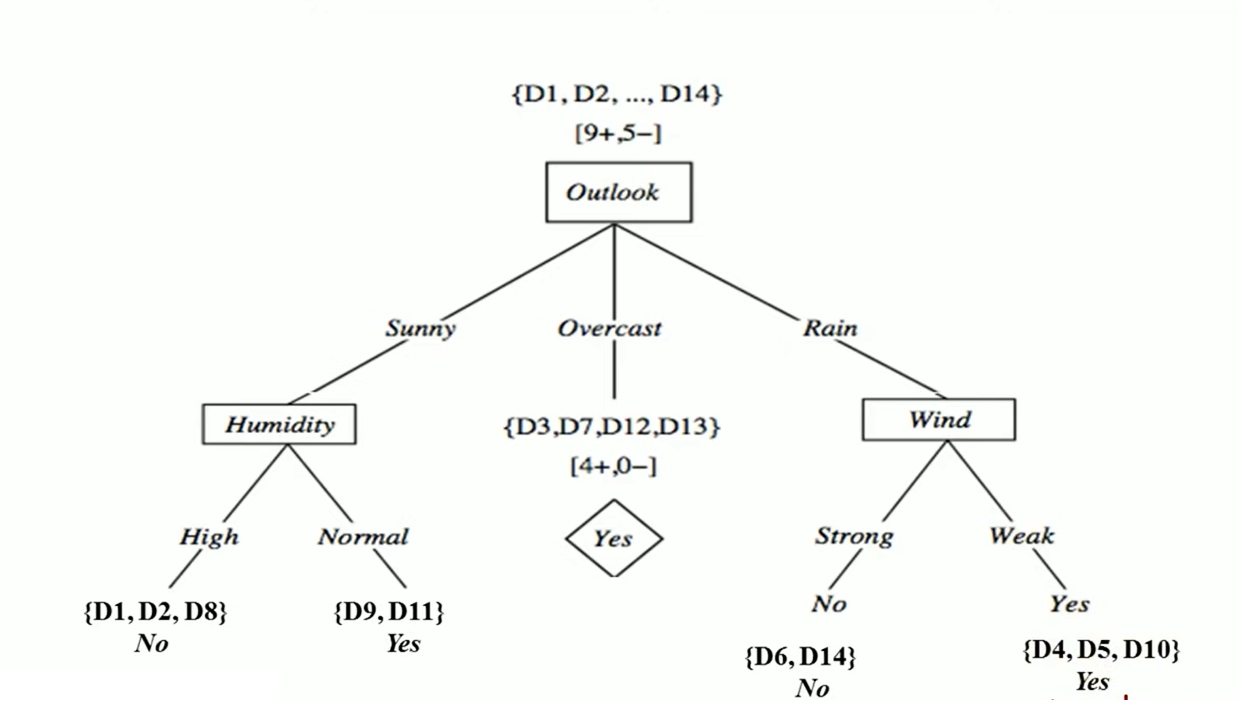 {D1, D2, ..., D14}
[9+,5−]
Outlook
Sunny
Overcast
Rain
Humidity
{D3,D7,D12,D13}
[4+,0−]
Yes
Wind
High
Normal
Strong
Weak
{D1, D2, D8}
No
{D9, D11}
Yes
No
Yes
{D6, D14}
No
{D4, D5, D10}
Yes